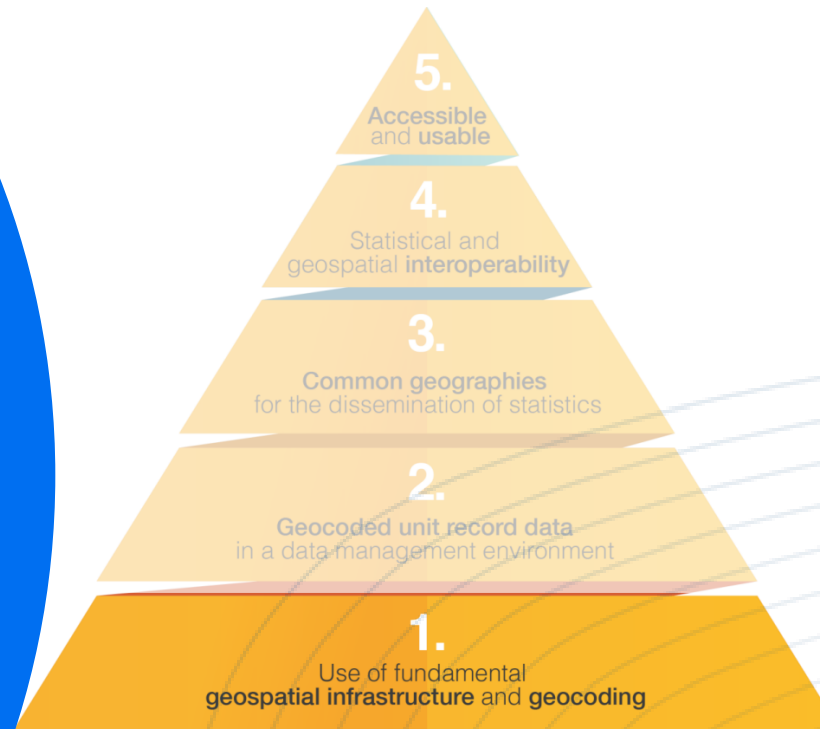 5.
Accessible
and usable
4.
Statistical and
geospatial interoperability
3.
Common geographies
for the dissemination of statistics
2.
Geocoded unit record data
in a data management environment
1.
Use of fundamental
geospatial infrastructure and geocoding